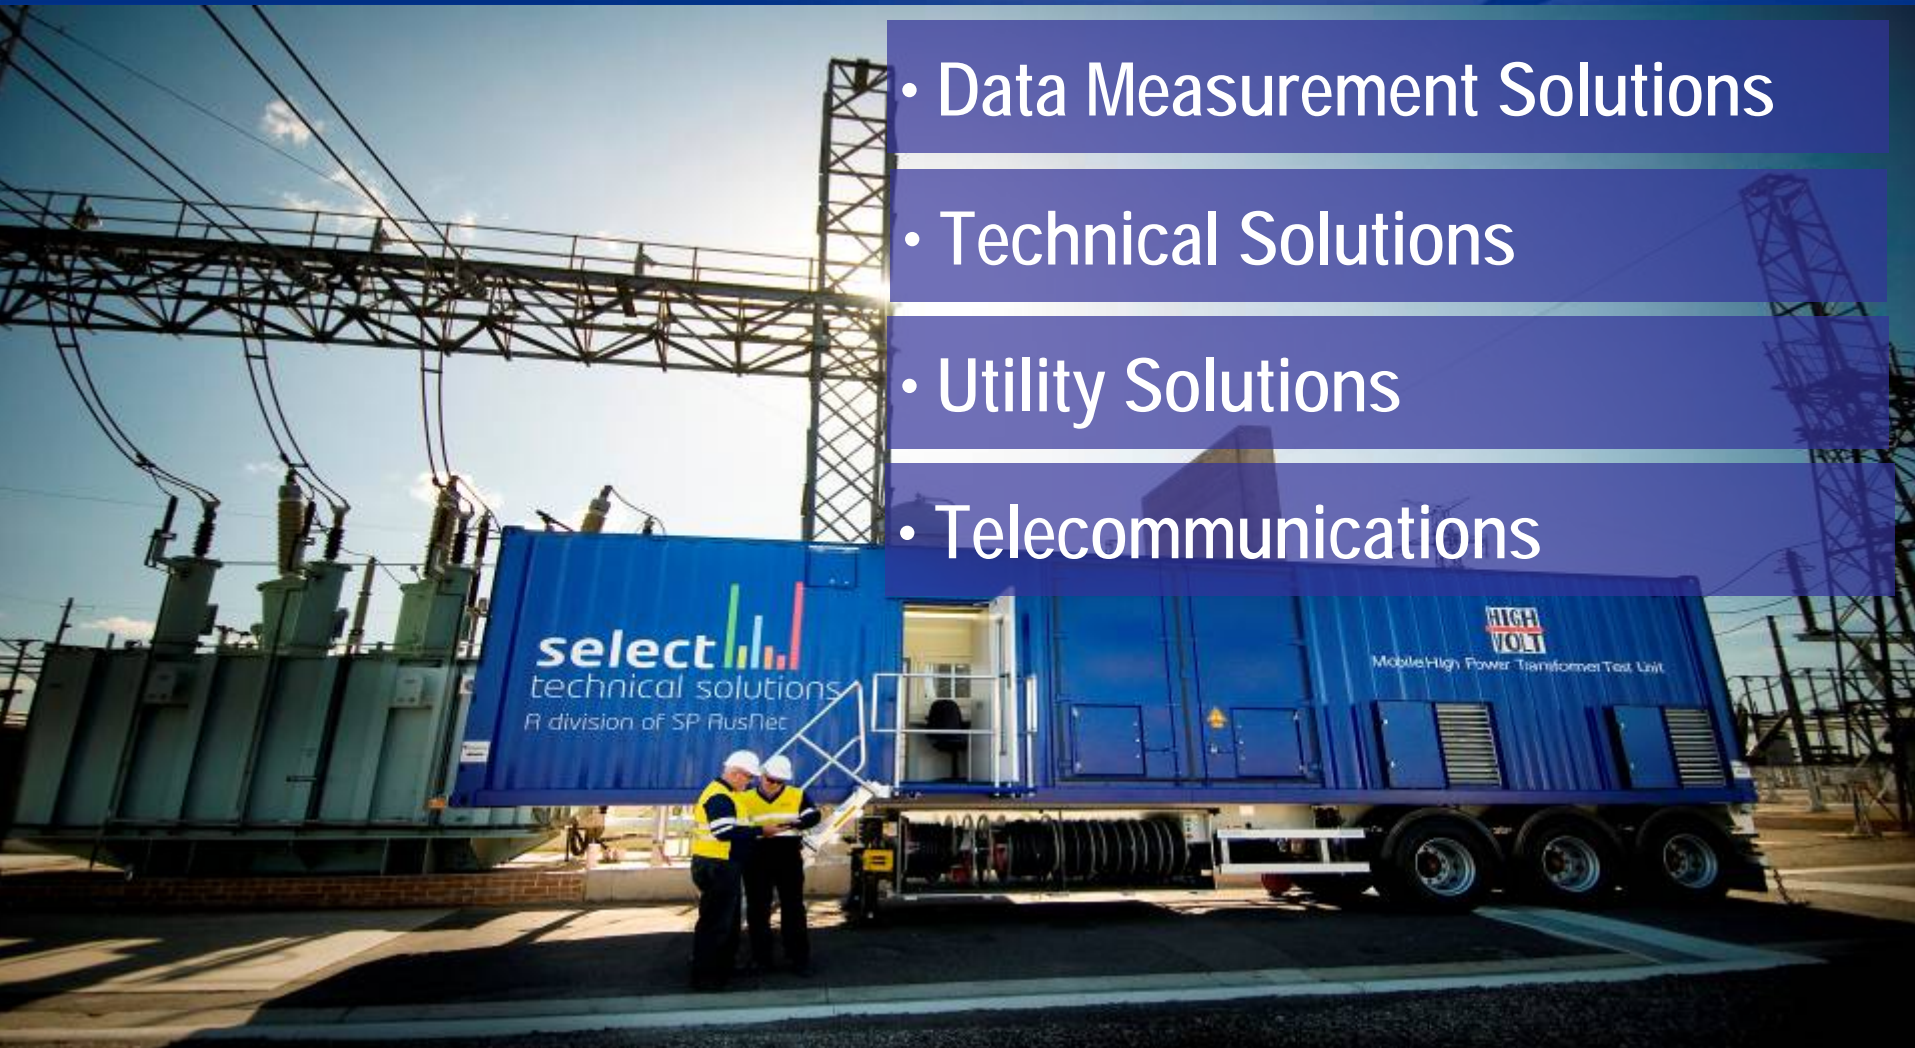 • Data Measurement Solutions
• Technical Solutions
• Utility Solutions
• Telecommunications
select
technical solutions
A division of SP AusNet
HIGH
VOLT
Mobile High Power Transformer Test Unit